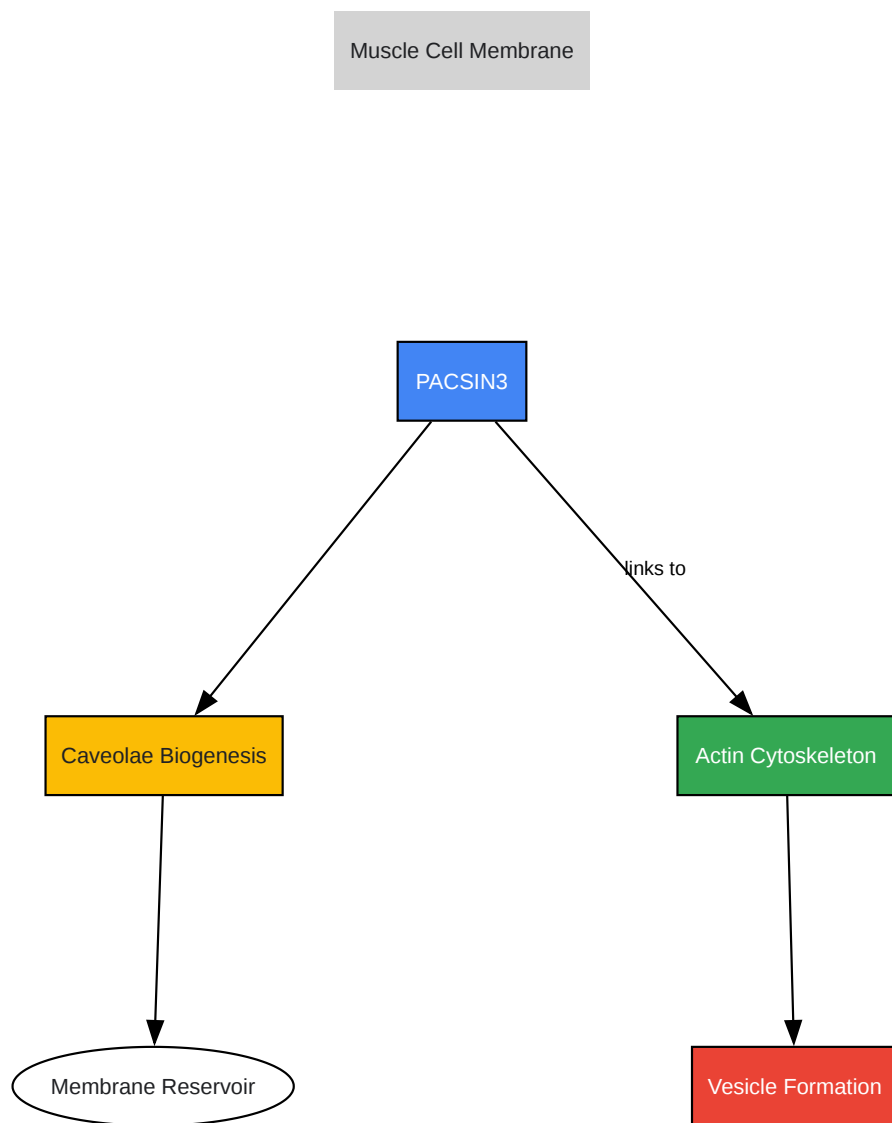 Muscle Cell Membrane
PACSIN3
links to
Caveolae Biogenesis
Actin Cytoskeleton
Membrane Reservoir
Vesicle Formation